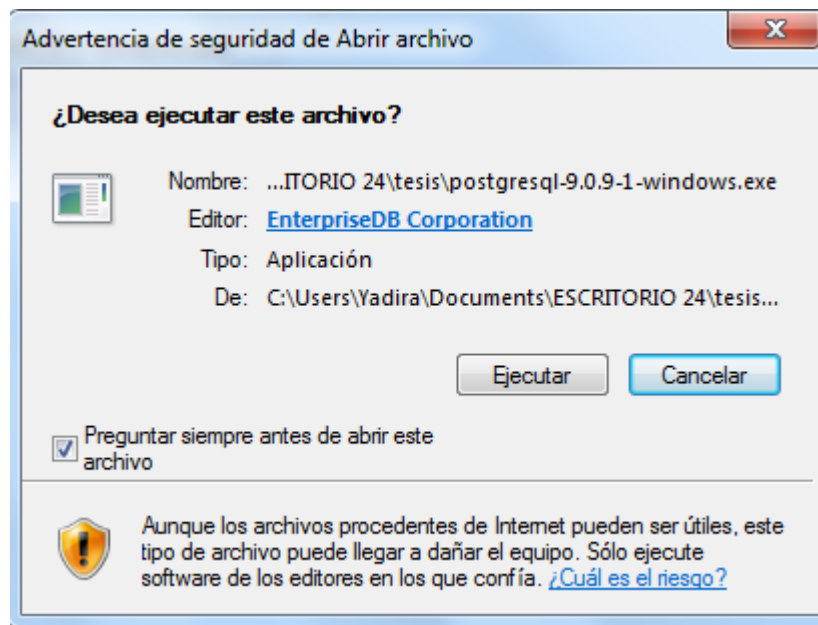 Advertencia de seguridad de Abrir archivo
¿Desea ejecutar este archivo?
Nombre: ...ITORIO 24\tesis\postgresql-9.0.9-1-windows.exe
Editor: EnterpriseDB Corporation
Tipo: Aplicación
De: C:\Users\Yadira\Documents\ESCRITORIO 24\tesis...
Ejecutar Cancelar
Preguntar siempre antes de abrir este
archivo
Aunque los archivos procedentes de Internet pueden ser útiles, este
tipo de archivo puede llegar a dañar el equipo. Sólo ejecute
software de los editores en los que confía. ¿Cuál es el riesgo?